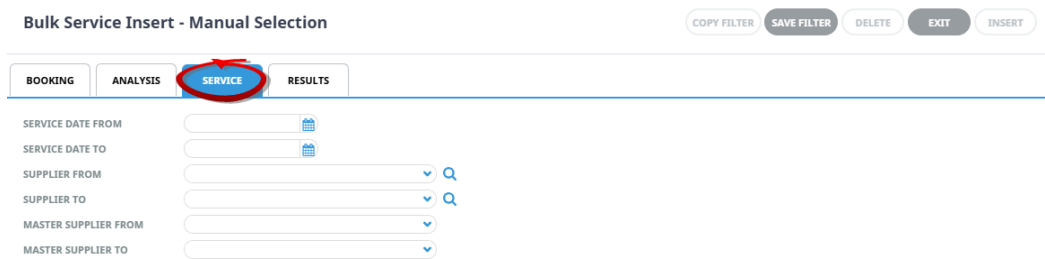 Bulk Service Insert - Manual Selection
COPY FILTER SAVE FILTER DELETE EXIT INSERT
BOOKING ANALYSIS SERVICE RESULTS
SERVICE DATE FROM
SERVICE DATE TO
SUPPLIER FROM
SUPPLIER TO
MASTER SUPPLIER FROM
MASTER SUPPLIER TO